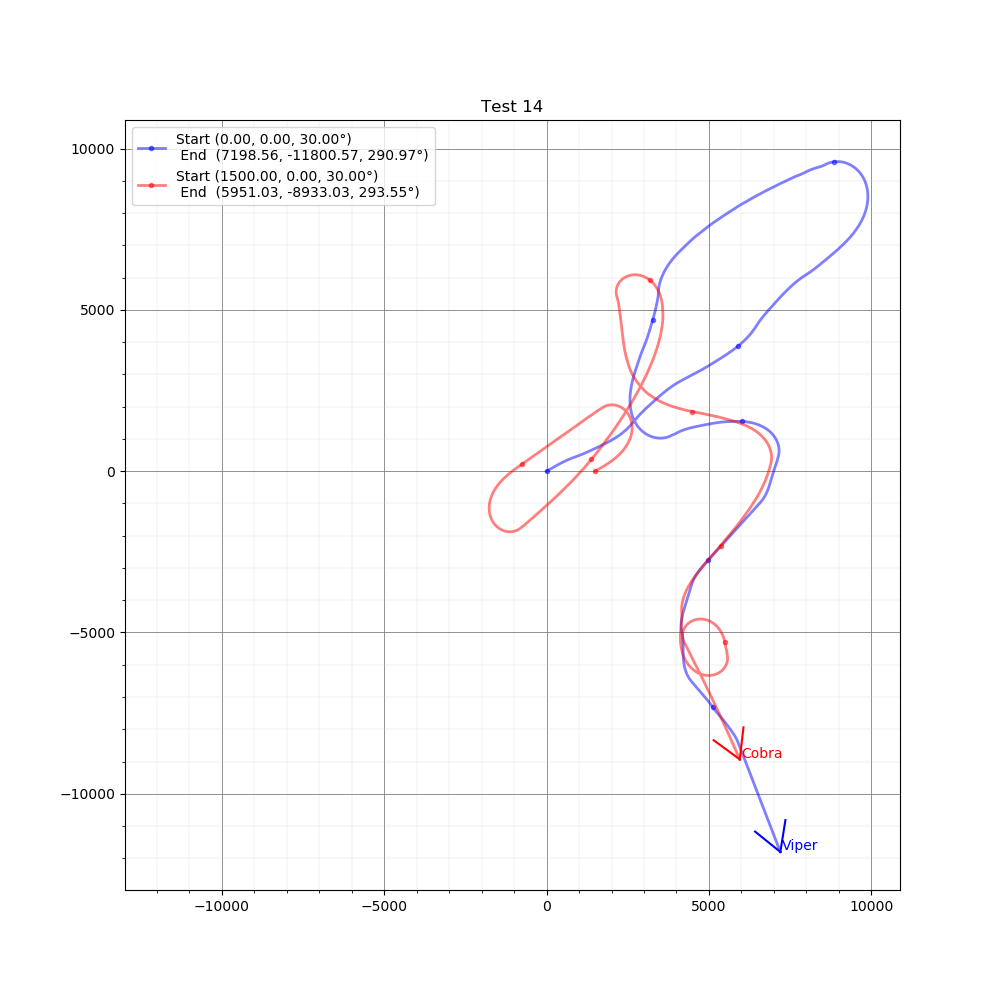 Test 14
Start (0.00, 0.00, 30.00°)
End (7198.56, -11800.57, 290.97°)
Start (1500.00, 0.00, 30.00°)
End (5951.03, -8933.03, 293.55°)
10000
5000
0
−5000
−10000
Cobra
Viper
−10000 −5000 0 5000 10000